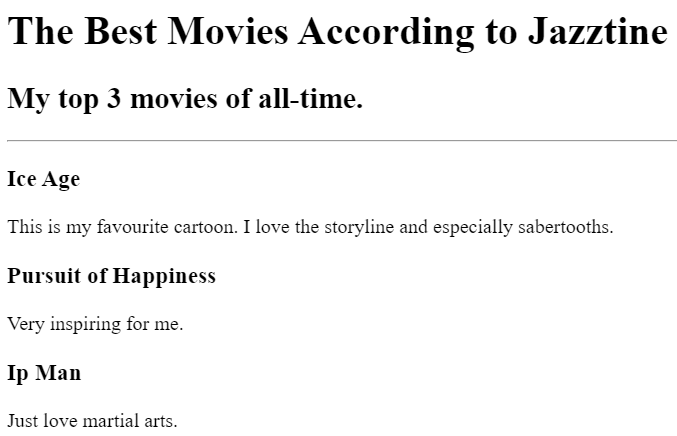 The Best Movies According to Jazztine
My top 3 movies of all-time.
Ice Age
This is my favourite cartoon. I love the storyline and especially sabertooths.
Pursuit of Happiness
Very inspiring for me.
Ip Man
Just love martial arts.